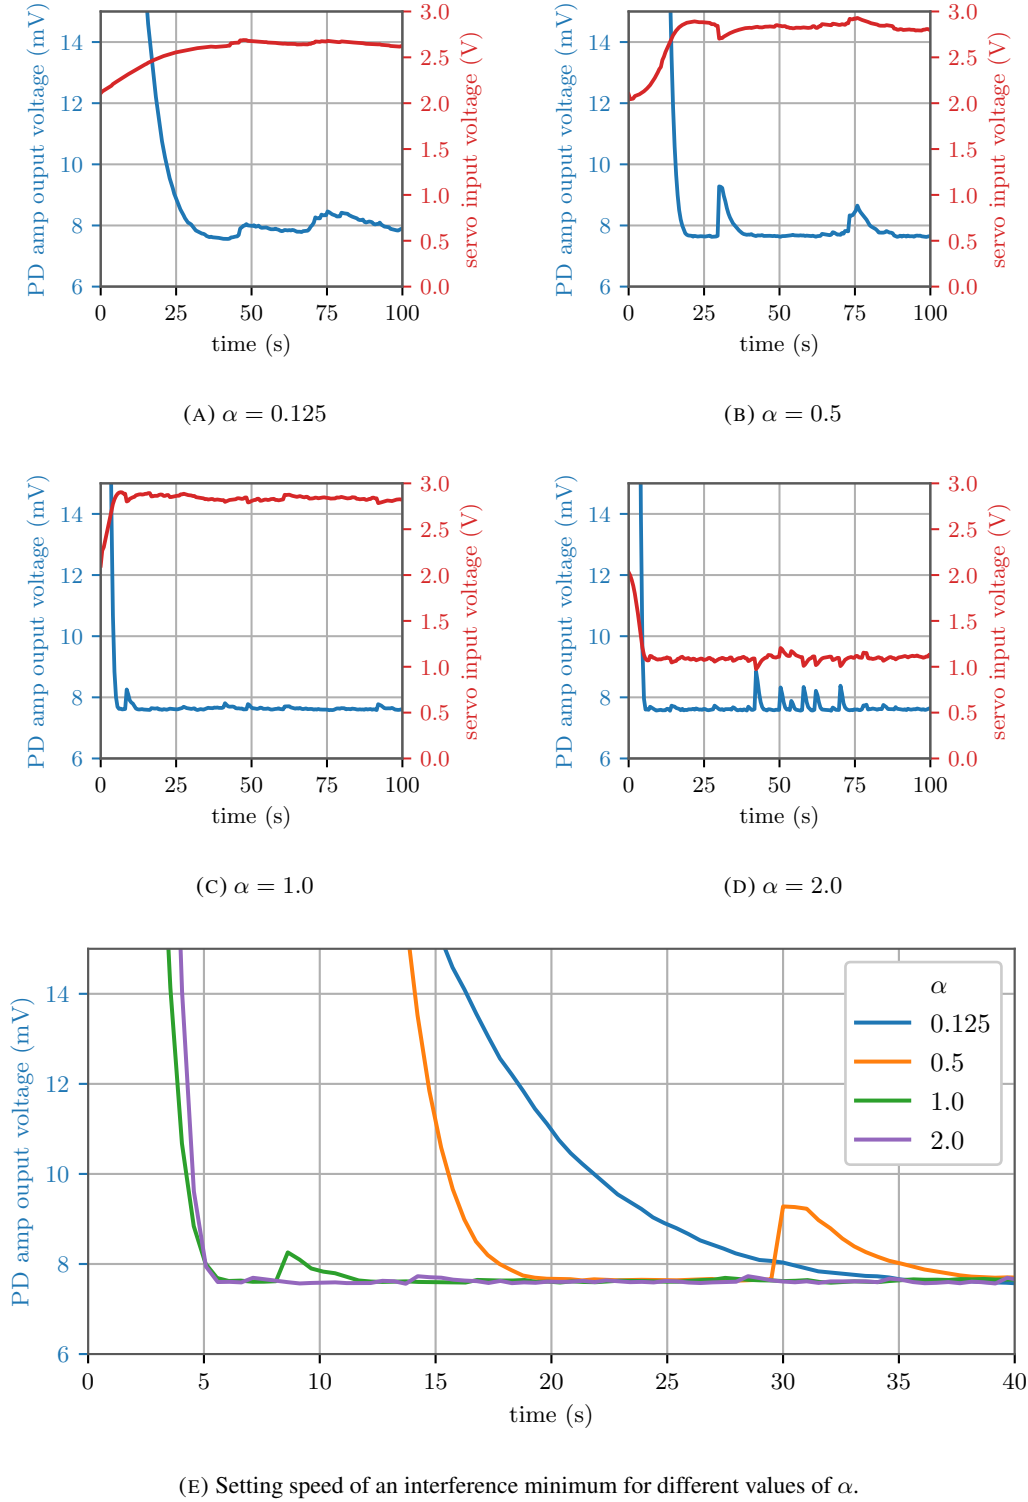 PD amp ouput voltage (mV)
14
12
10
8
6
3.0
2.5
2.0
1.5
1.0
0.5
0.0
servo input voltage (V)
0 25 50 75 100
time (s)
(A) α = 0.125
PD amp ouput voltage (mV)
14
12
10
8
6
3.0
2.5
2.0
1.5
1.0
0.5
0.0
servo input voltage (V)
0 25 50 75 100
time (s)
(B) α = 0.5
PD amp ouput voltage (mV)
14
12
10
8
6
3.0
2.5
2.0
1.5
1.0
0.5
0.0
servo input voltage (V)
0 25 50 75 100
time (s)
(C) α = 1.0
PD amp ouput voltage (mV)
14
12
10
8
6
3.0
2.5
2.0
1.5
1.0
0.5
0.0
servo input voltage (V)
0 25 50 75 100
time (s)
(D) α = 2.0
PD amp ouput voltage (mV)
14
12
10
8
6
α
0.125
0.5
1.0
2.0
0 5 10 15 20 25 30 35 40
time (s)
(E) Setting speed of an interference minimum for different values of α.